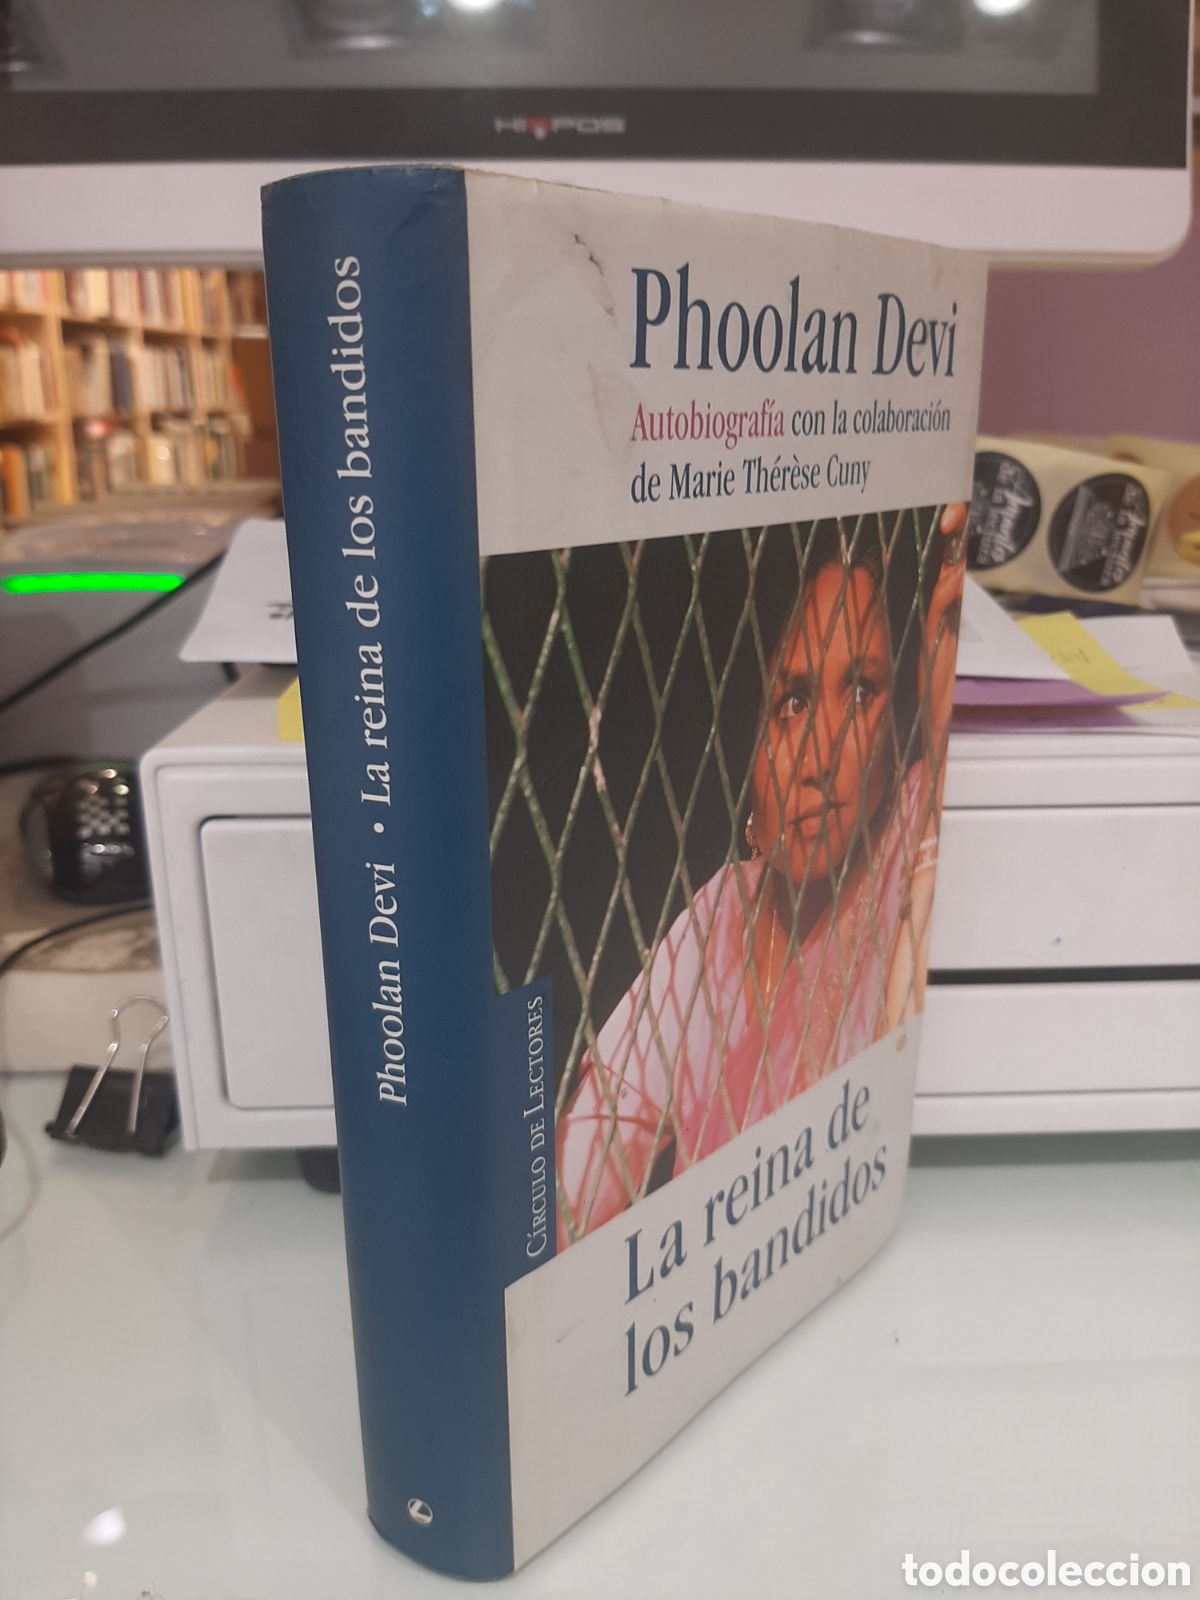 HIOPOS
Phoolan Devi
Autobiografía con la colaboración
de Marie Thérèse Cuny
CÍRCULO DE LECTORES
La reina de
los bandidos
Phoolan Devi · La reina de los bandidos
todocoleccion